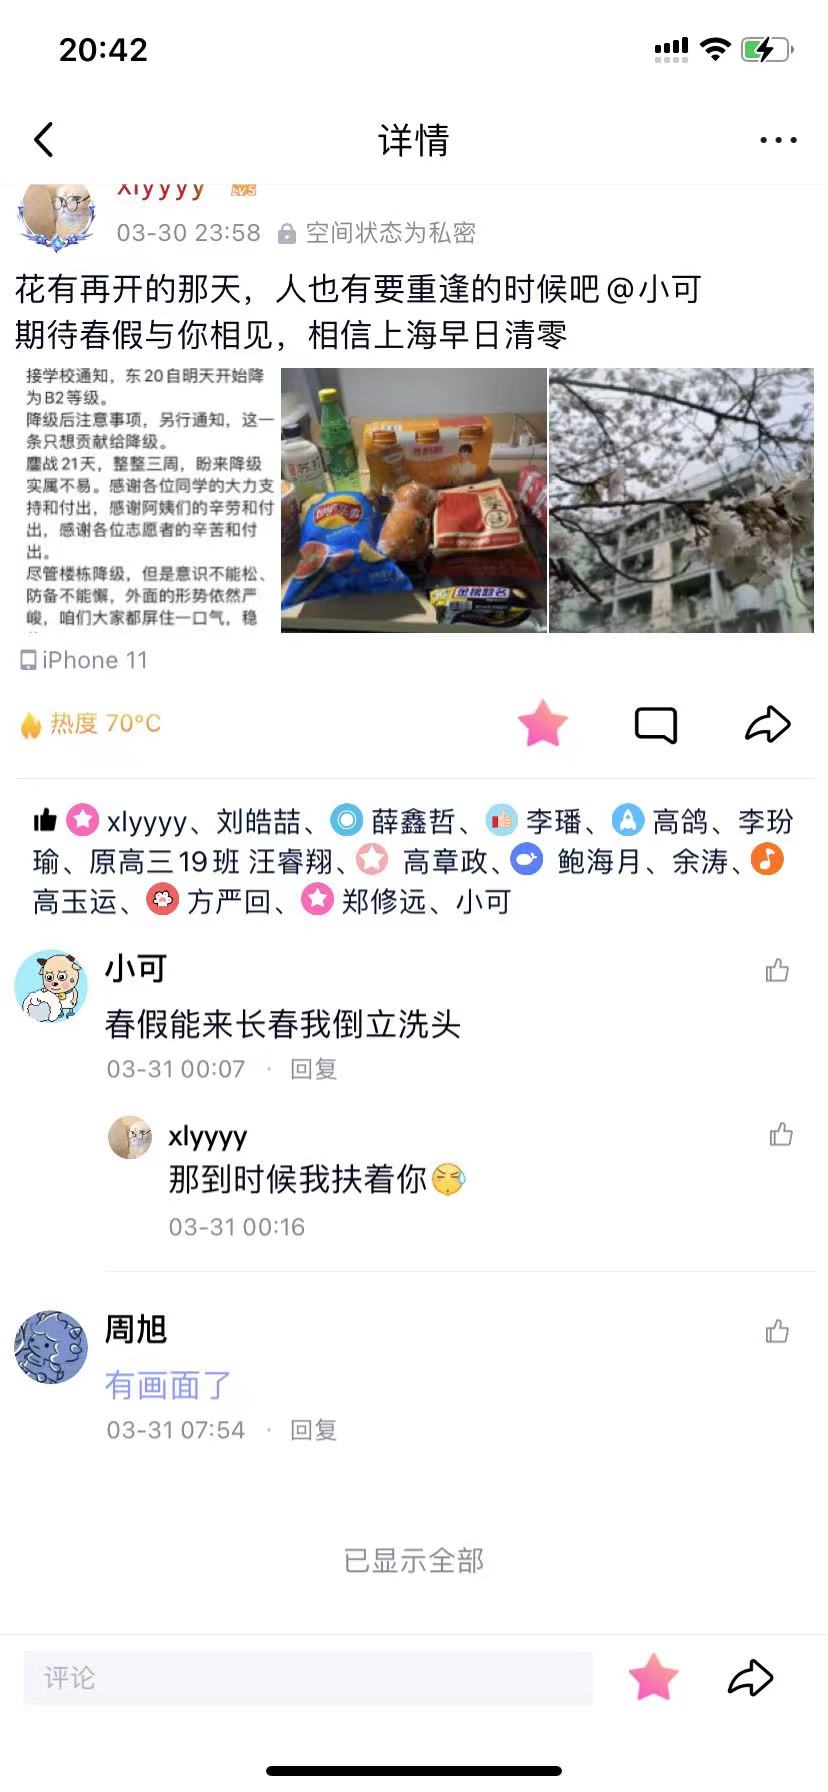 20:42
详情
xlyyyy LV5
03-30 23:58 空间状态为私密
花有再开的那天，人也有要重逢的时候吧@小可
期待春假与你相见，相信上海早日清零
接学校通知，东20自明天开始降
为B2等级。
降级后注意事项，另行通知，这一
条只想贡献给降级。
鏖战21天，整整三周，盼来降级
实属不易。感谢各位同学的大力支
持和付出，感谢阿姨们的辛劳和付
出，感谢各位志愿者的辛苦和付
出。
尽管楼栋降级，但是意识不能松、
防备不能懈，外面的形势依然严
峻，咱们大家都屏住一口气，稳
苏打
iPhone 11
热度 70°C
xlyyyy、刘皓喆、薛鑫哲、李璠、高鸽、李玢
瑜、原高三19班 汪睿翔、高章政、鲍海月、余涛、
高玉运、方严回、郑修远、小可
小可
春假能来长春我倒立洗头
03-31 00:07 · 回复
xlyyyy
那到时候我扶着你
03-31 00:16
周旭
有画面了
03-31 07:54 · 回复
已显示全部
评论